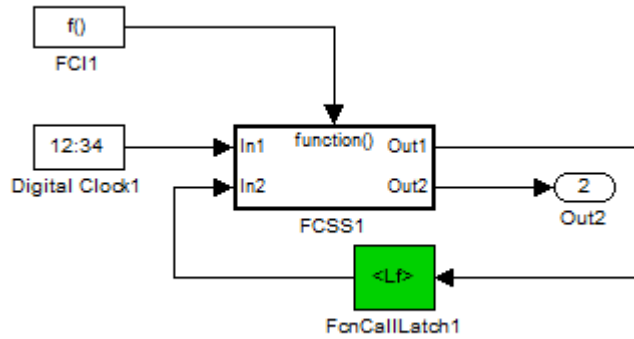 f()
FCI1
12:34
Digital Clock1
function()
In1
Out1
In2
Out2
FCSS1
2
Out2
<Lf>
FcnCallLatch1